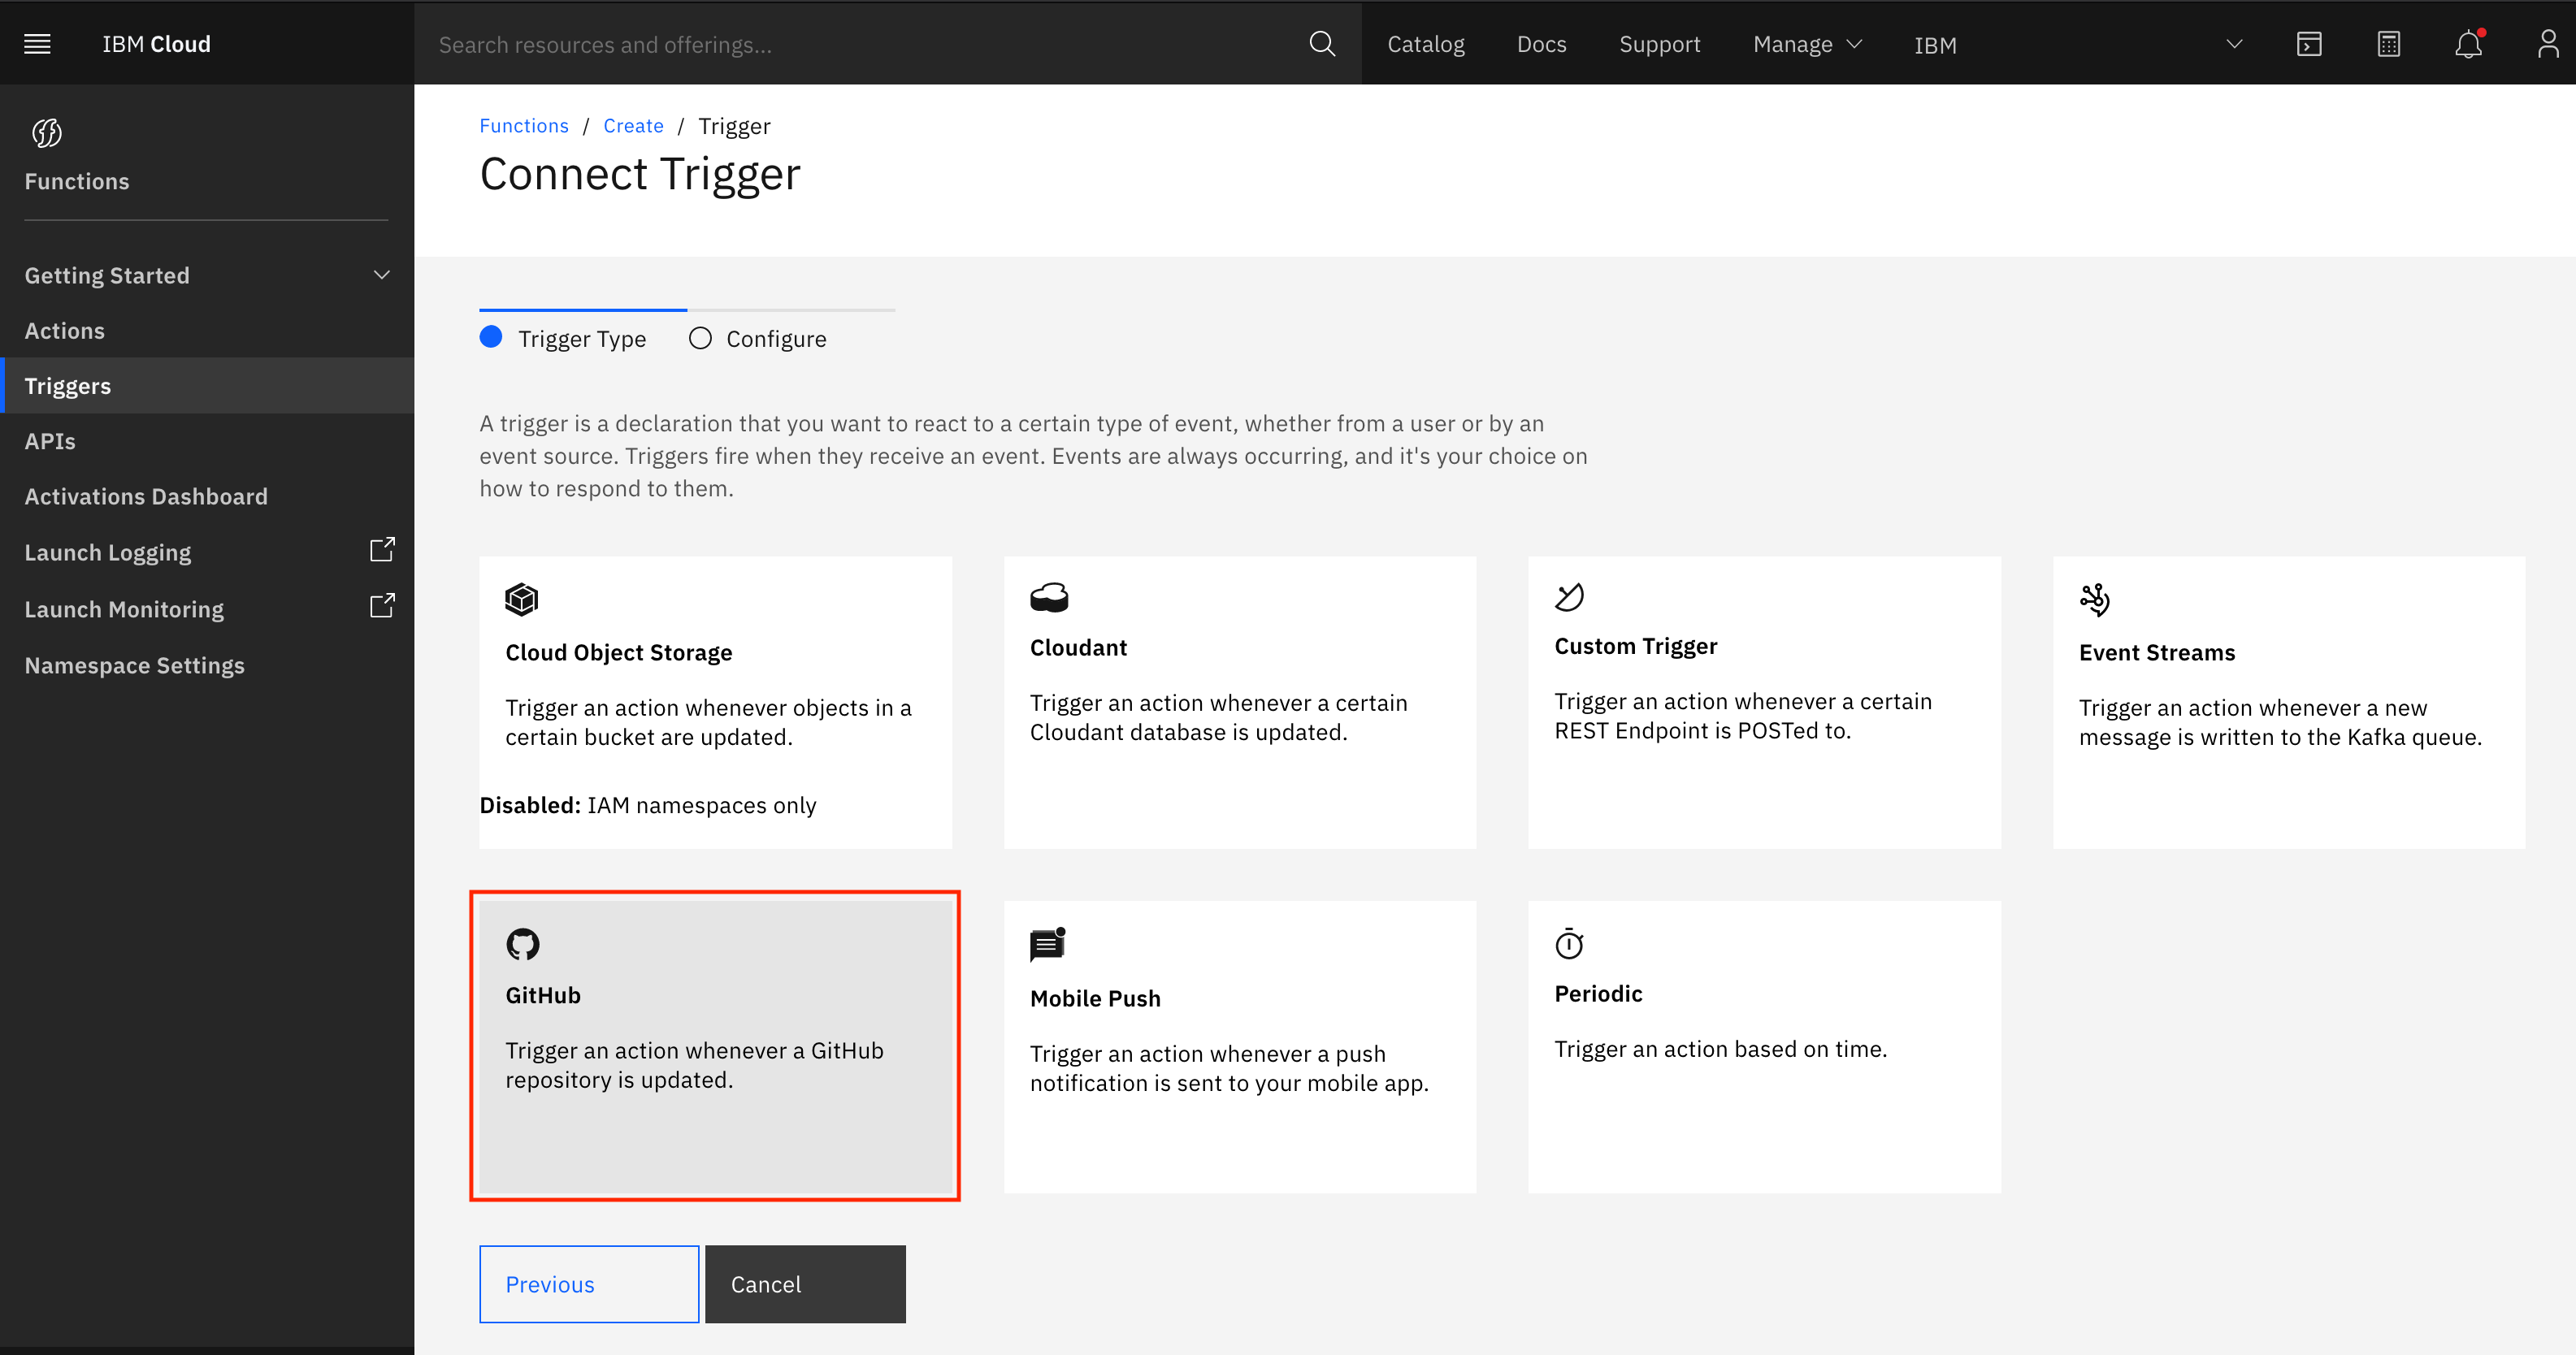 IBM Cloud
Search resources and offerings...
Catalog
Docs
Support
Manage
IBM
Functions
Getting Started
Actions
Triggers
APIs
Activations Dashboard
Launch Logging
Launch Monitoring
Namespace Settings
Functions / Create / Trigger
Connect Trigger
Trigger Type
Configure
A trigger is a declaration that you want to react to a certain type of event, whether from a user or by an
event source. Triggers fire when they receive an event. Events are always occurring, and it's your choice on
how to respond to them.
Cloud Object Storage
Trigger an action whenever objects in a
certain bucket are updated.
Disabled: IAM namespaces only
Cloudant
Trigger an action whenever a certain
Cloudant database is updated.
Custom Trigger
Trigger an action whenever a certain
REST Endpoint is POSTed to.
Event Streams
Trigger an action whenever a new
message is written to the Kafka queue.
GitHub
Trigger an action whenever a GitHub
repository is updated.
Mobile Push
Trigger an action whenever a push
notification is sent to your mobile app.
Periodic
Trigger an action based on time.
Previous
Cancel